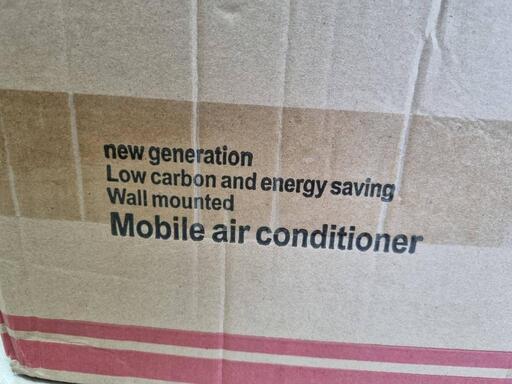 new generation
Low carbon and energy saving
Wall mounted
Mobile air conditioner